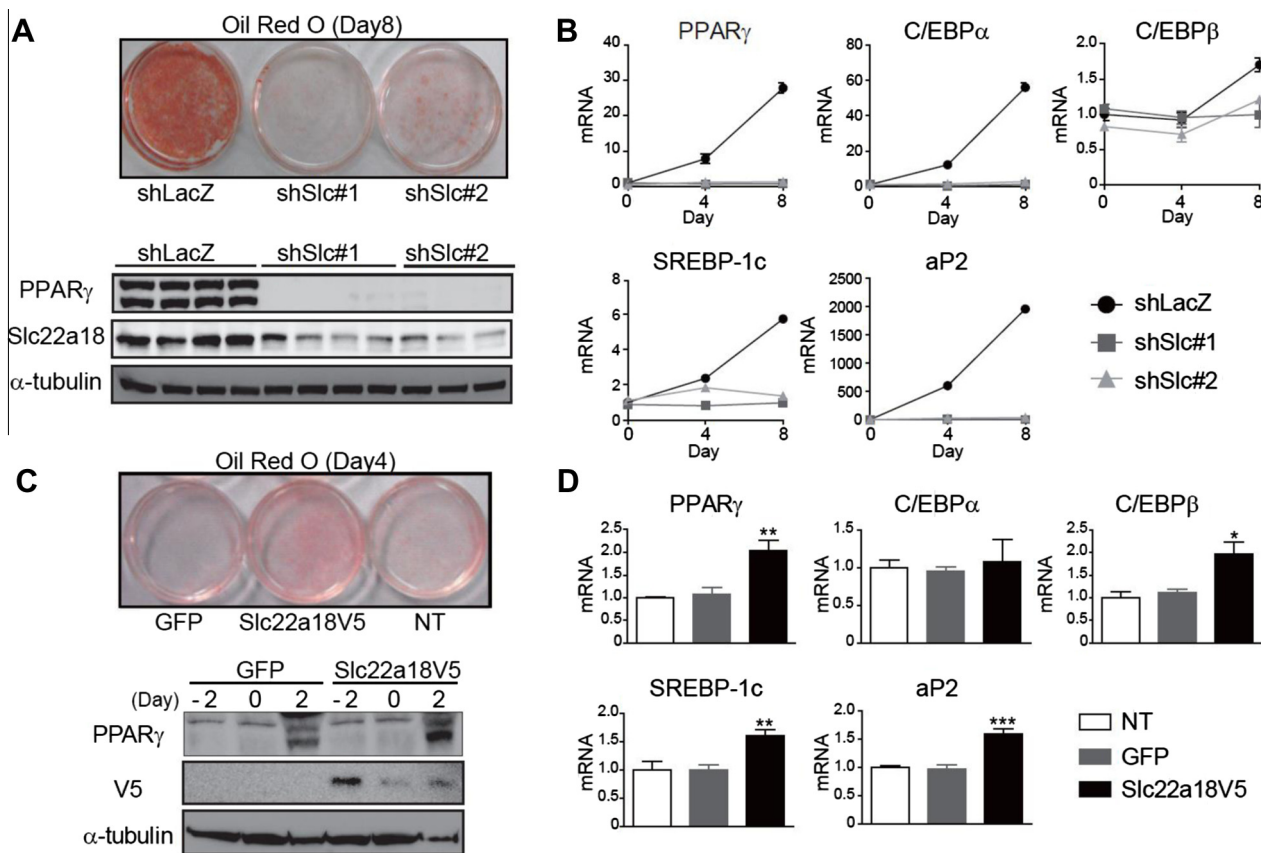 A
Oil Red O (Day8)
shLacZ shSlc#1 shSlc#2
shLacZ shSlc#1 shSlc#2
PPARγ
Slc22a18
α-tubulin
B
PPARγ
mRNA
40
30
20
10
0
0 4 8
Day
C/EBPα
mRNA
80
60
40
20
0
0 4 8
Day
C/EBPβ
mRNA
2.0
1.5
1.0
0.5
0
0 4 8
Day
SREBP-1c
mRNA
8
6
4
2
0
0 4 8
Day
aP2
mRNA
2500
2000
1500
1000
500
0
0 4 8
Day
shLacZ
shSlc#1
shSlc#2
C
Oil Red O (Day4)
GFP Slc22a18V5 NT
GFP Slc22a18V5
(Day) - 2 0 2 - 2 0 2
PPARγ
V5
α-tubulin
D
PPARγ
mRNA
2.5
2.0
1.5
1.0
0.5
0
**
C/EBPα
mRNA
1.5
1.0
0.5
0
C/EBPβ
mRNA
2.5
2.0
1.5
1.0
0.5
0
*
SREBP-1c
mRNA
2.0
1.5
1.0
0.5
0
**
aP2
mRNA
2.0
1.5
1.0
0.5
0
***
NT
GFP
Slc22a18V5